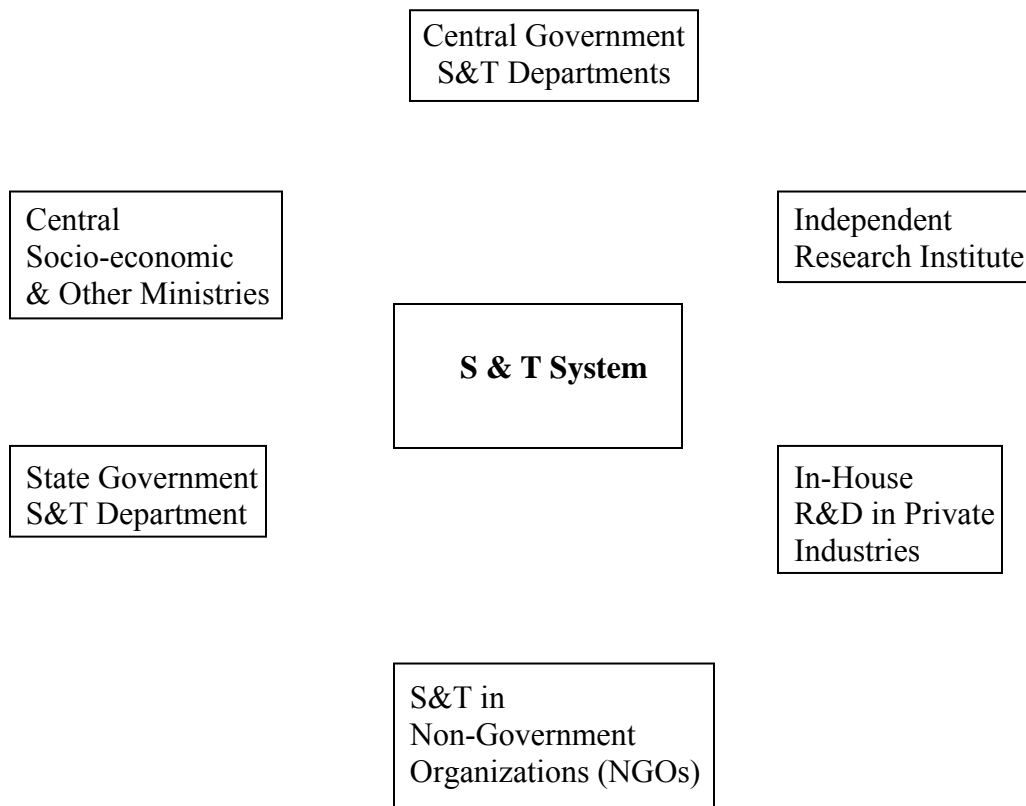 Central Government
S&T Departments
Central
Socio-economic
& Other Ministries
Independent
Research Institute
S & T System
State Government
S&T Department
In-House
R&D in Private
Industries
S&T in
Non-Government
Organizations (NGOs)